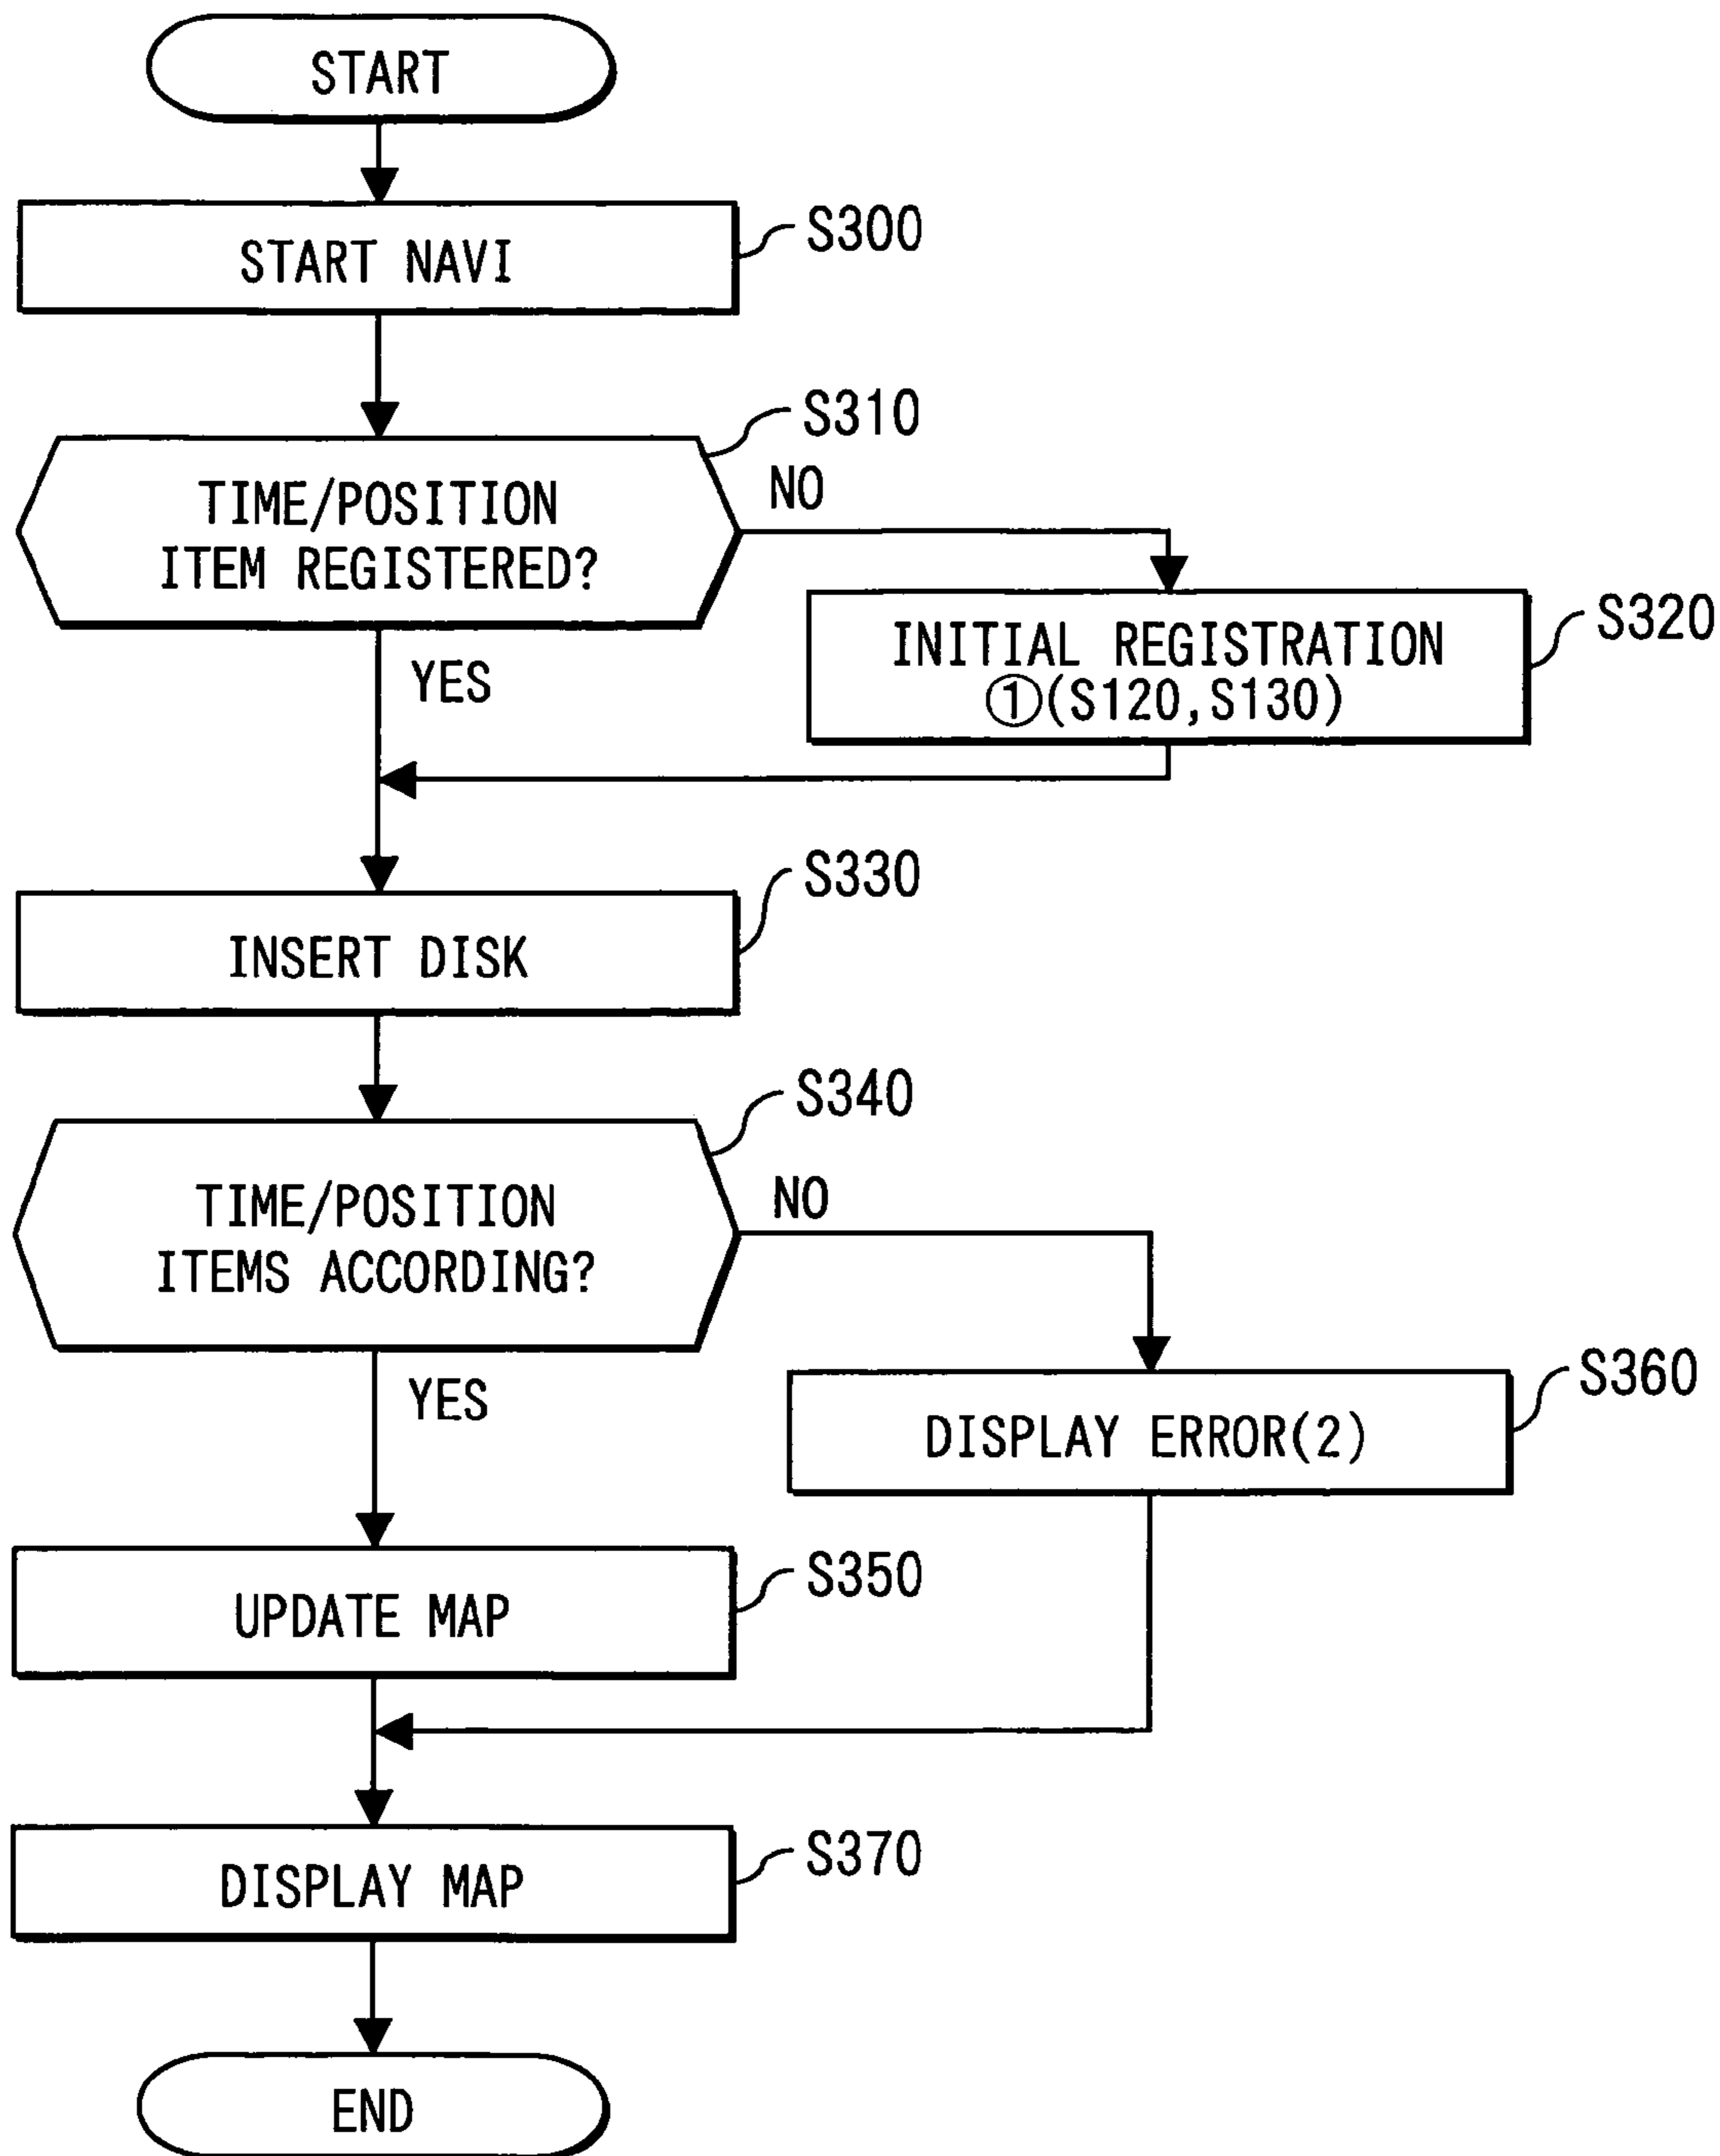 START
START NAVI
S300
S310
TIME/POSITION
ITEM REGISTERED?
NO
YES
INITIAL REGISTRATION
①(S120,S130)
S320
INSERT DISK
S330
S340
TIME/POSITION
ITEMS ACCORDING?
NO
YES
DISPLAY ERROR(2)
S360
UPDATE MAP
S350
DISPLAY MAP
S370
END